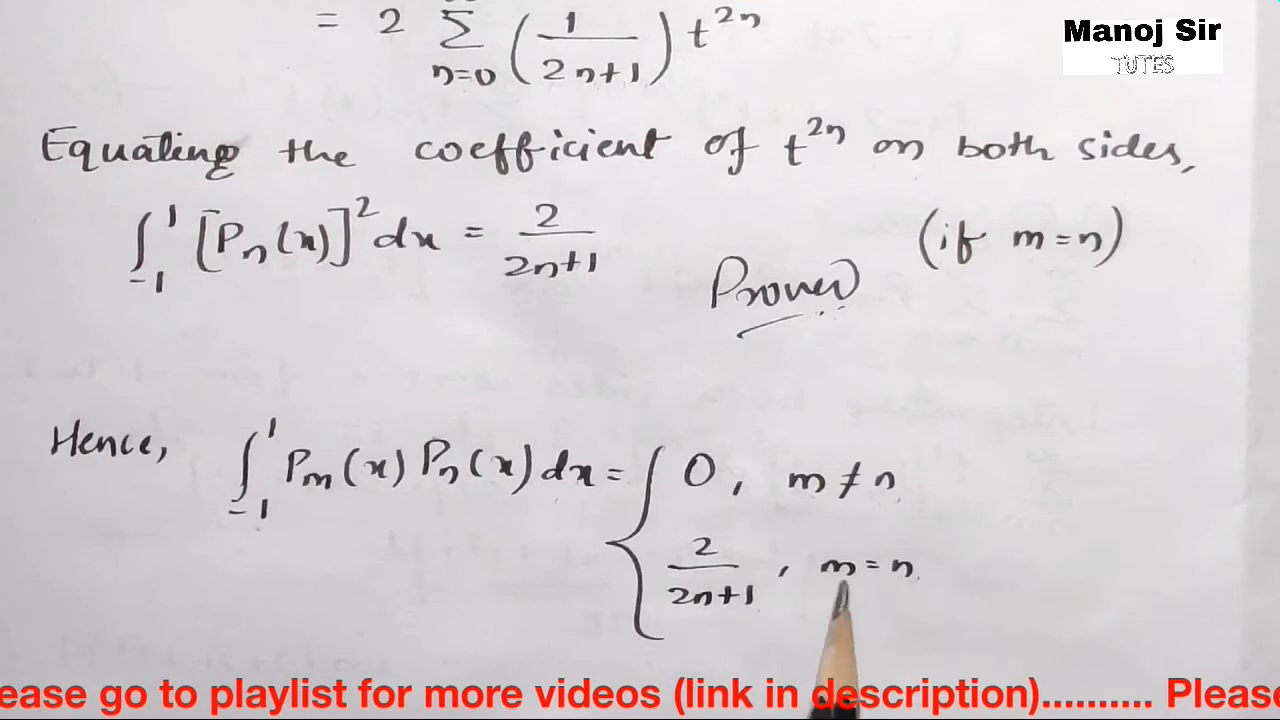 = 2 ∑_{n=0}^{∞} (1/(2n+1)) t^{2n}
Manoj Sir
TUTES
Equating the coefficient of t^{2n} on both sides,
∫_{-1}^{1} [P_n(x)]^2 dx = 2/(2n+1) (if m=n)
Proved
Hence, ∫_{-1}^{1} P_m(x) P_n(x) dx = { 0, m ≠ n
2/(2n+1), m = n
ease go to playlist for more videos (link in description).......... Please